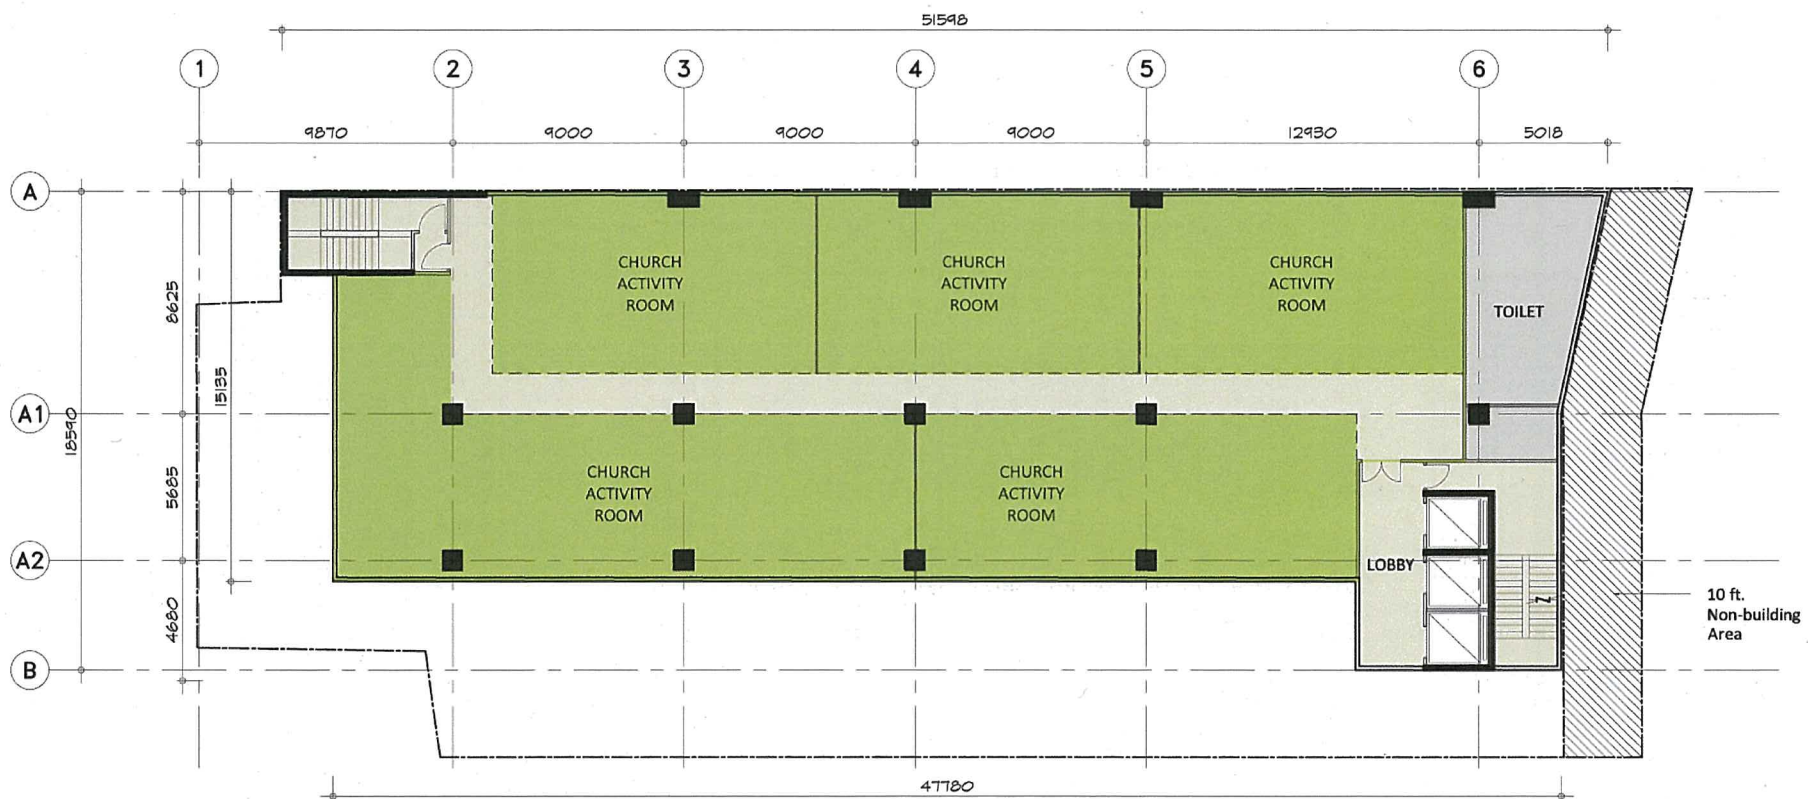 51598
1
2
3
4
5
6
9870
9000
9000
9000
12930
5018
A
CHURCH
ACTIVITY
ROOM
CHURCH
ACTIVITY
ROOM
CHURCH
ACTIVITY
ROOM
TOILET
8625
15135
A1
18590
5685
CHURCH
ACTIVITY
ROOM
CHURCH
ACTIVITY
ROOM
A2
LOBBY
10 ft.
Non-building
Area
4680
B
47780